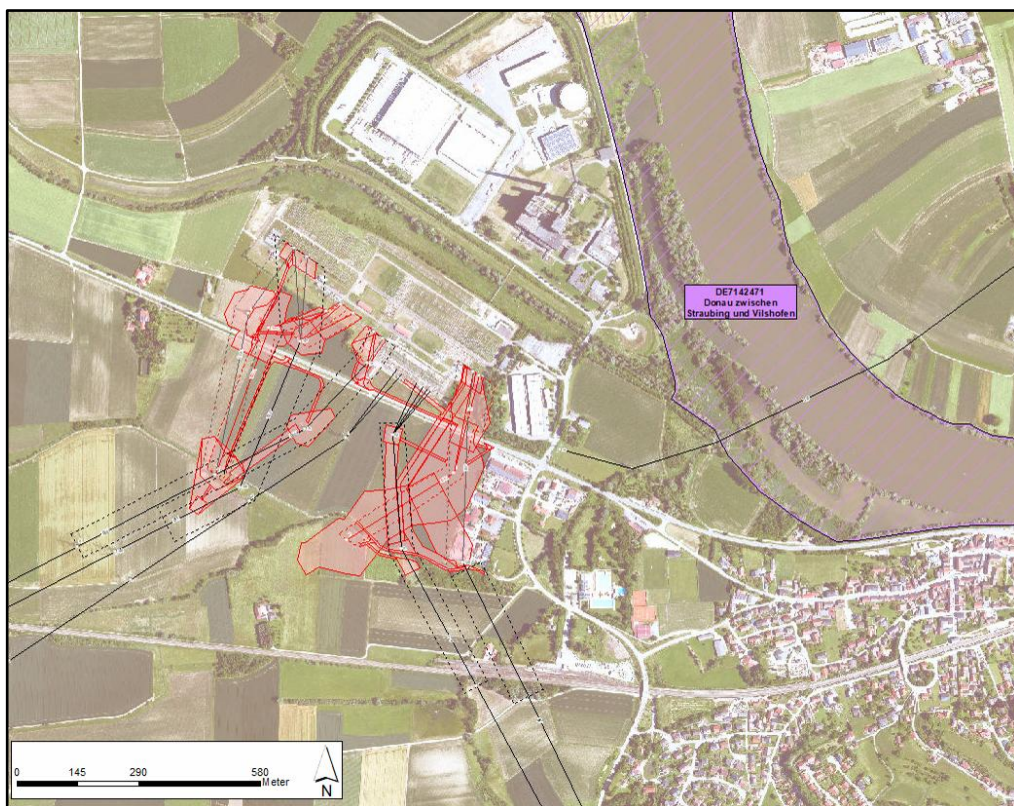 DE7142471
Donau zwischen
Straubing und Vilshofen
0 145 290 580
Meter
N